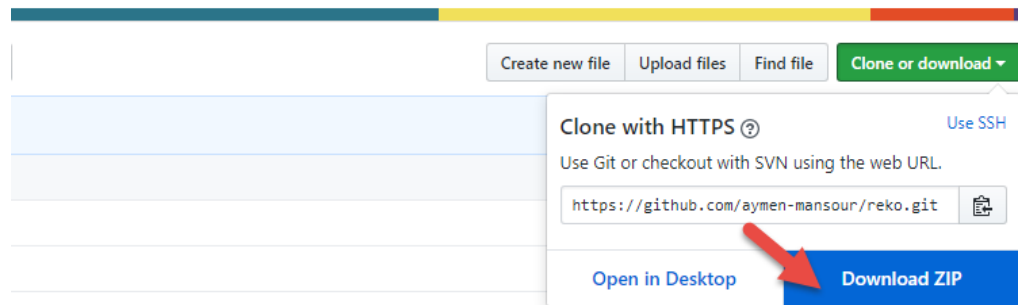 Create new file Upload files Find file Clone or download
Clone with HTTPS Use SSH
Use Git or checkout with SVN using the web URL.
https://github.com/aymen-mansour/reko.git
Open in Desktop Download ZIP